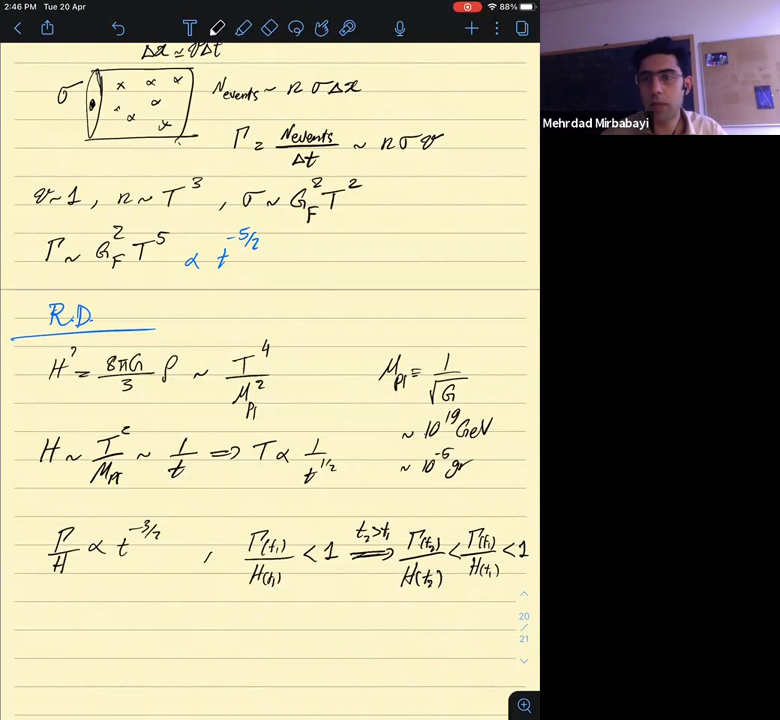 2:46 PM Tue 20 Apr 88%
Δx ≃ vΔt
σ N_events ~ n σ Δx
Γ = N_events/Δt ~ n σ v
v ~ 1, n ~ T^3, σ ~ G_F^2 T^2
Γ ~ G_F^2 T^5 ∝ t^{-5/2}
R.D.
H^2 = 8πG/3 ρ ~ T^4/M_Pl^2 M_Pl ≡ 1/√G
~ 10^19 GeV
H ~ T^2/M_Pl ~ 1/t ⟹ T ∝ 1/t^{1/2} ~ 10^-5 gr
Γ/H ∝ t^{-3/2}, Γ(t_1)/H(t_1) < 1 ⟹ (t_2>t_1) Γ(t_2)/H(t_2) < Γ(t_1)/H(t_1) < 1
20
/
21
Mehrdad Mirbabayi